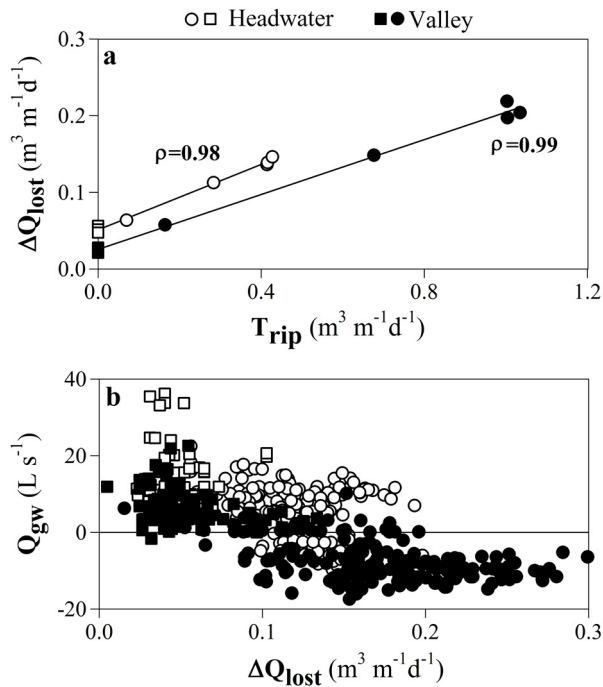 Headwater Valley
a
0.3
0.2
0.1
0.0
ΔQlost (m³ m⁻¹d⁻¹)
ρ=0.98
ρ=0.99
0.0 0.4 0.8 1.2
Trip (m³ m⁻¹d⁻¹)
b
40
20
0
-20
Qgw (L s⁻¹)
0.0 0.1 0.2 0.3
ΔQlost (m³ m⁻¹d⁻¹)